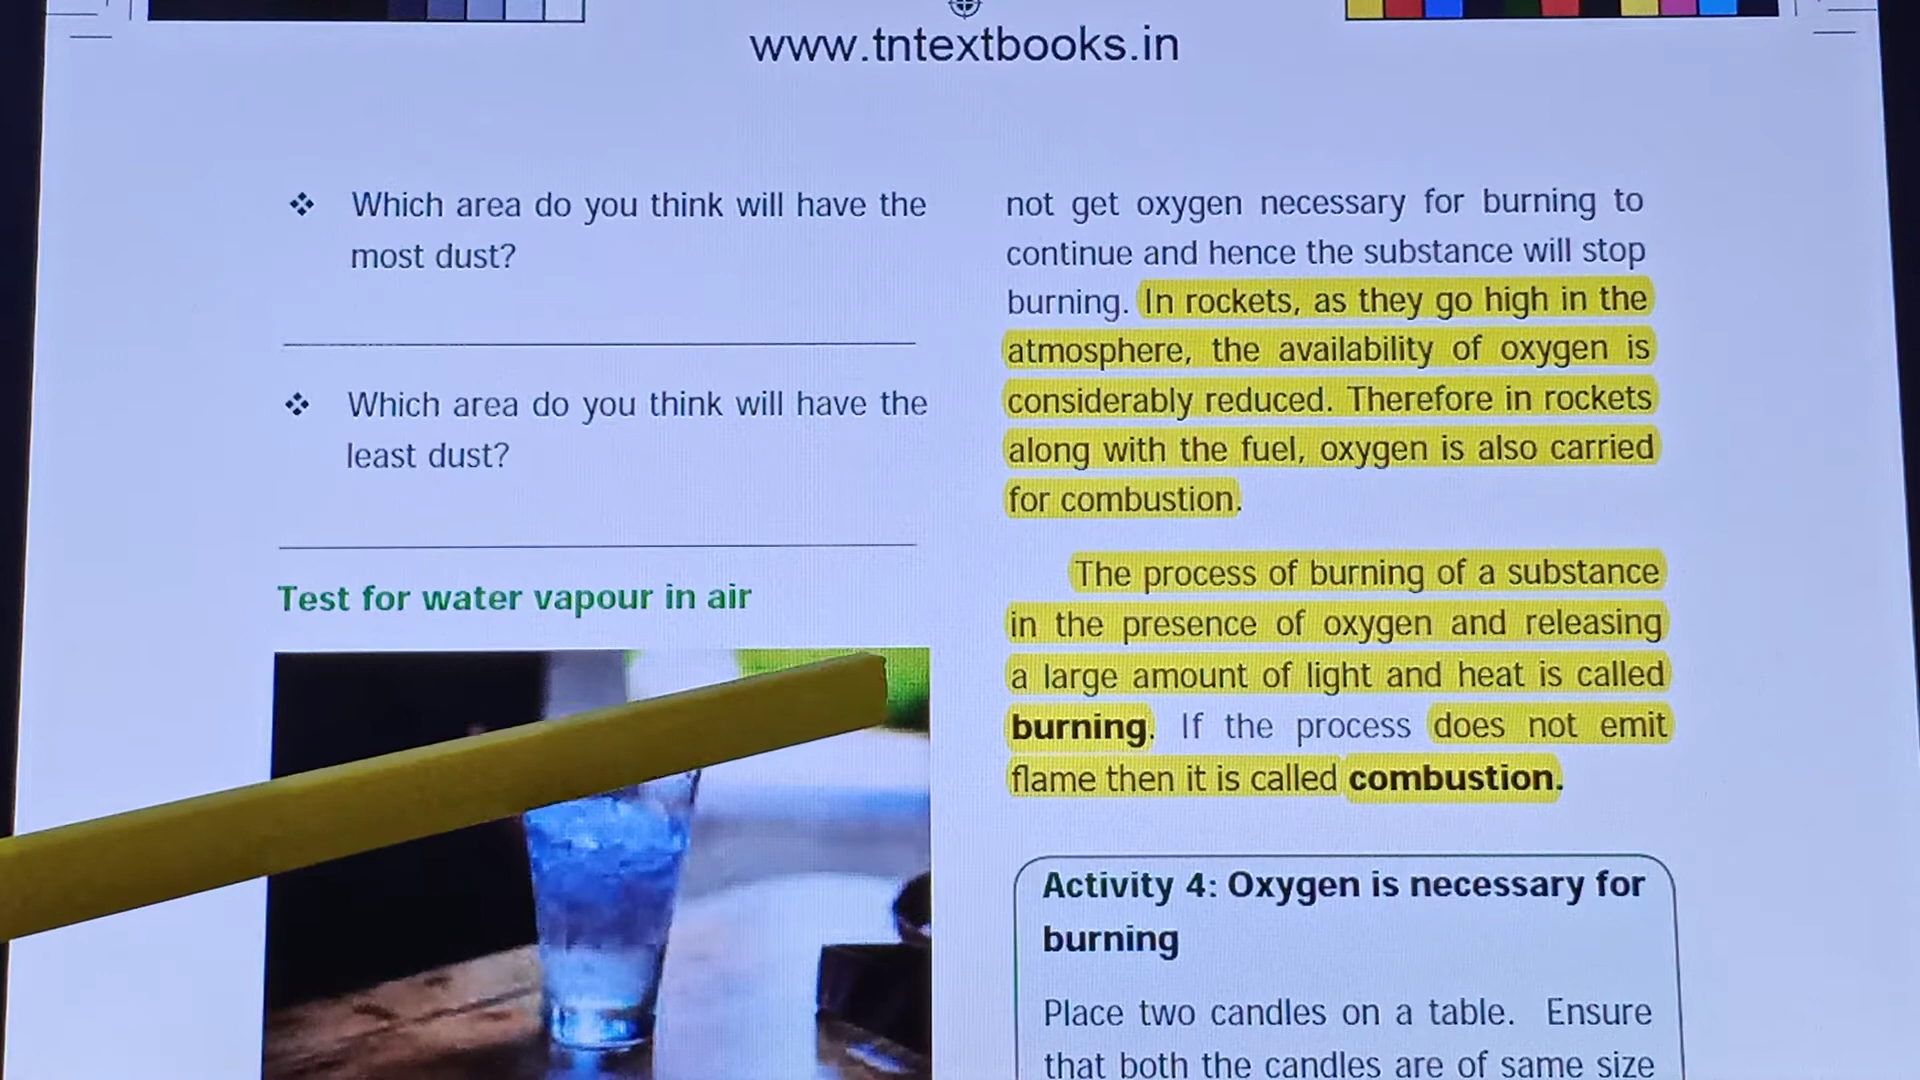 www.tntextbooks.in
❖ Which area do you think will have the
most dust?
❖ Which area do you think will have the
least dust?
Test for water vapour in air
not get oxygen necessary for burning to
continue and hence the substance will stop
burning. In rockets, as they go high in the
atmosphere, the availability of oxygen is
considerably reduced. Therefore in rockets
along with the fuel, oxygen is also carried
for combustion.
The process of burning of a substance
in the presence of oxygen and releasing
a large amount of light and heat is called
burning. If the process does not emit
flame then it is called combustion.
Activity 4: Oxygen is necessary for
burning
Place two candles on a table. Ensure
that both the candles are of same size